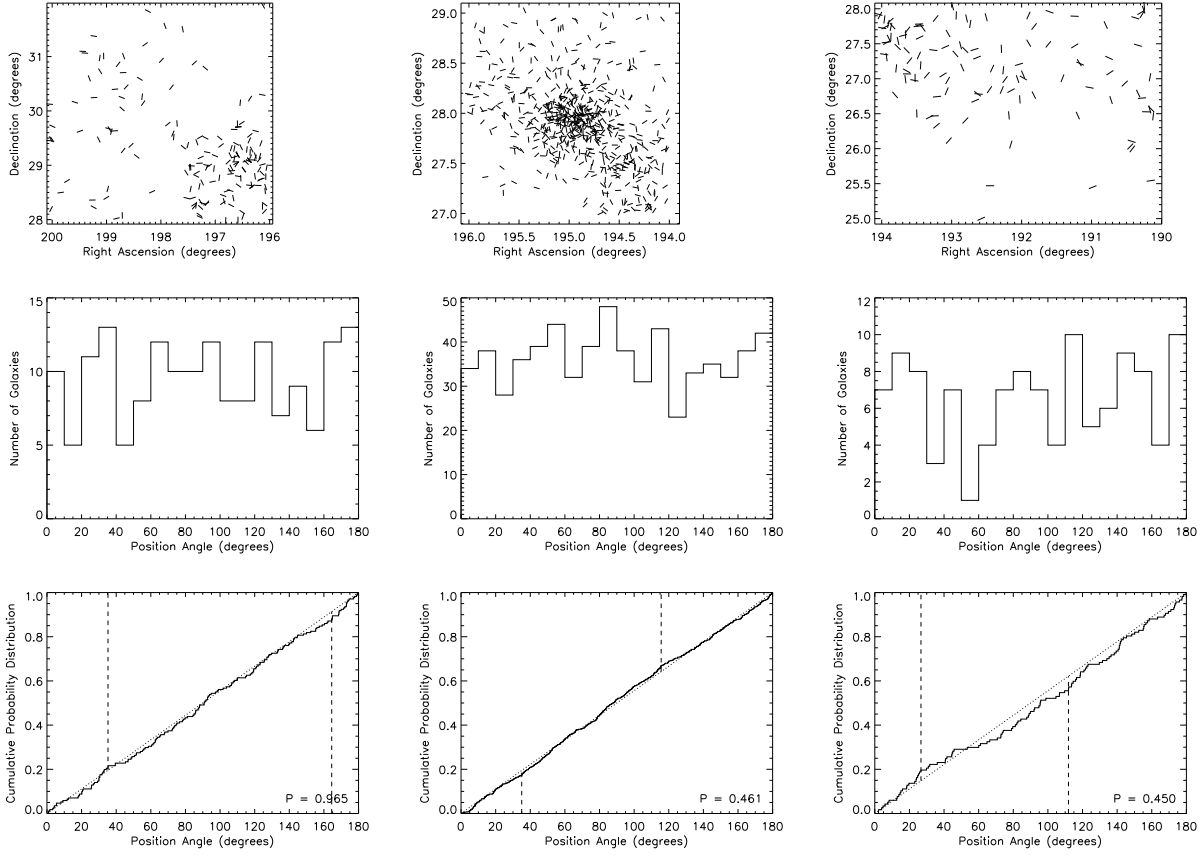 31
30
29
28
Declination (degrees)
200 199 198 197 196
Right Ascension (degrees)
29.0
28.5
28.0
27.5
27.0
Declination (degrees)
196.0 195.5 195.0 194.5 194.0
Right Ascension (degrees)
28.0
27.5
27.0
26.5
26.0
25.5
25.0
Declination (degrees)
194 193 192 191 190
Right Ascension (degrees)
15
10
5
0
Number of Galaxies
0 20 40 60 80 100 120 140 160 180
Position Angle (degrees)
50
40
30
20
10
0
Number of Galaxies
0 20 40 60 80 100 120 140 160 180
Position Angle (degrees)
12
10
8
6
4
2
0
Number of Galaxies
0 20 40 60 80 100 120 140 160 180
Position Angle (degrees)
1.0
0.8
0.6
0.4
0.2
0.0
Cumulative Probability Distribution
P = 0.965
0 20 40 60 80 100 120 140 160 180
Position Angle (degrees)
1.0
0.8
0.6
0.4
0.2
0.0
Cumulative Probability Distribution
P = 0.461
0 20 40 60 80 100 120 140 160 180
Position Angle (degrees)
1.0
0.8
0.6
0.4
0.2
0.0
Cumulative Probability Distribution
P = 0.450
0 20 40 60 80 100 120 140 160 180
Position Angle (degrees)